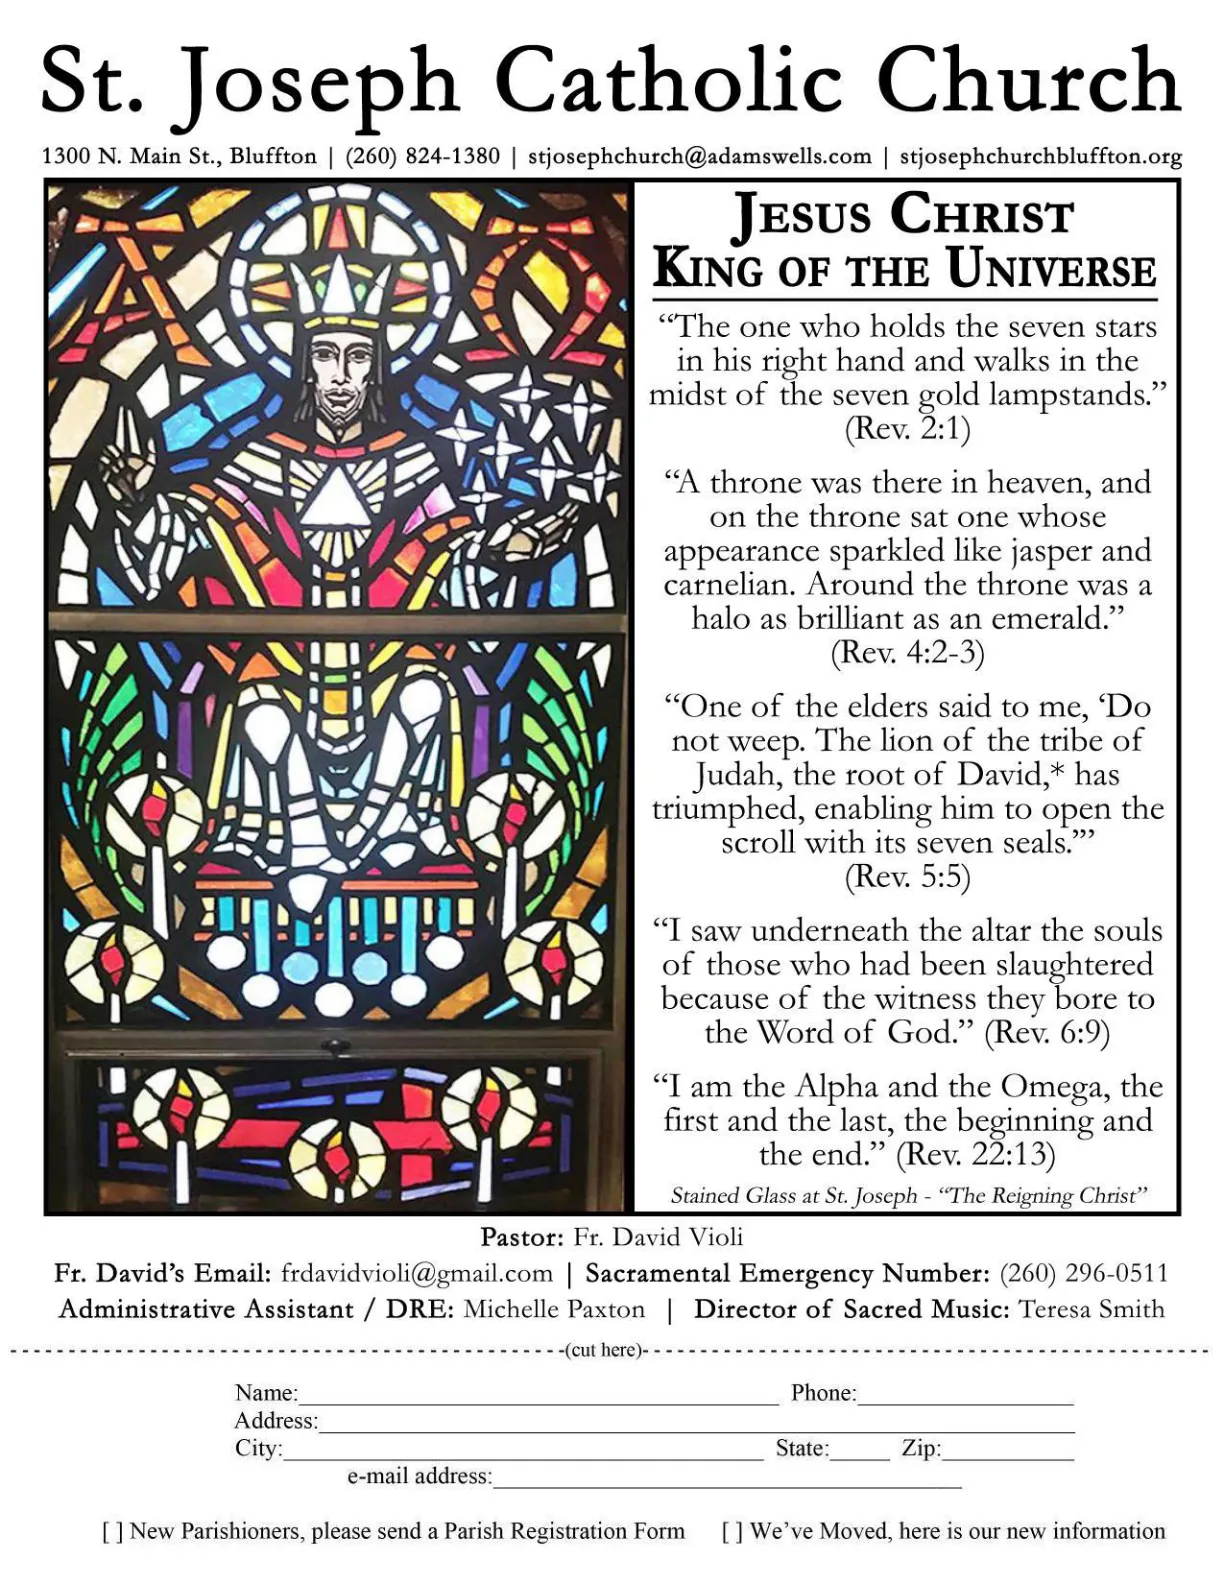 St. Joseph Catholic Church
1300 N. Main St., Bluffton | (260) 824-1380 | stjosephchurch@adamswells.com | stjosephchurchbluffton.org
JESUS CHRIST
KING OF THE UNIVERSE
“The one who holds the seven stars
in his right hand and walks in the
midst of the seven gold lampstands.”
(Rev. 2:1)
“A throne was there in heaven, and
on the throne sat one whose
appearance sparkled like jasper and
carnelian. Around the throne was a
halo as brilliant as an emerald.”
(Rev. 4:2-3)
“One of the elders said to me, ‘Do
not weep. The lion of the tribe of
Judah, the root of David,* has
triumphed, enabling him to open the
scroll with its seven seals.’”
(Rev. 5:5)
“I saw underneath the altar the souls
of those who had been slaughtered
because of the witness they bore to
the Word of God.” (Rev. 6:9)
“I am the Alpha and the Omega, the
first and the last, the beginning and
the end.” (Rev. 22:13)
Stained Glass at St. Joseph - “The Reigning Christ”
Pastor: Fr. David Violi
Fr. David’s Email: frdavidvioli@gmail.com | Sacramental Emergency Number: (260) 296-0511
Administrative Assistant / DRE: Michelle Paxton | Director of Sacred Music: Teresa Smith
(cut here)
Name: Phone:
Address:
City: State: Zip:
e-mail address:
[ ] New Parishioners, please send a Parish Registration Form [ ] We’ve Moved, here is our new information